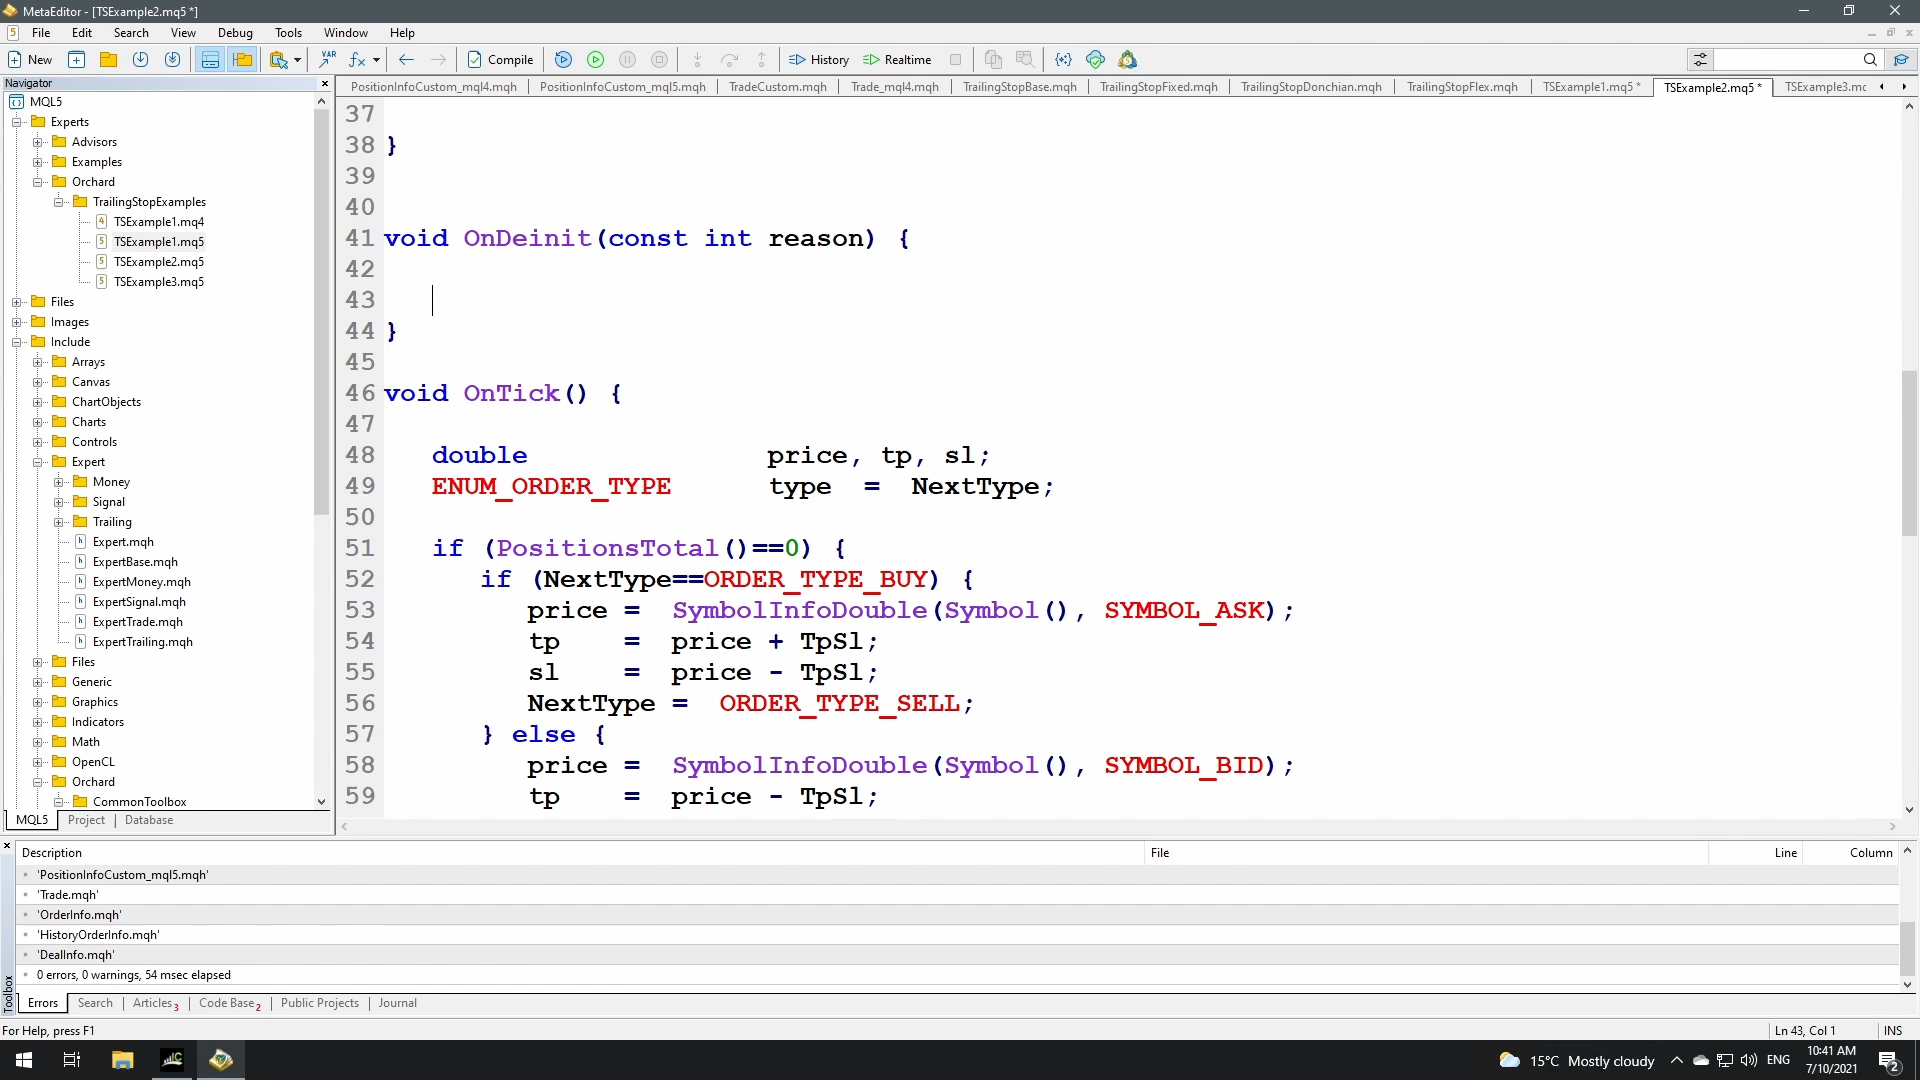 MetaEditor - [TSExample2.mq5 *]
File Edit Search View Debug Tools Window Help
New VAR Compile History Realtime
Navigator
PositionInfoCustom_mql4.mqh PositionInfoCustom_mql5.mqh TradeCustom.mqh Trade_mql4.mqh TrailingStopBase.mqh TrailingStopFixed.mqh TrailingStopDonchian.mqh TrailingStopFlex.mqh TSExample1.mq5 * TSExample2.mq5 * TSExample3.mc
MQL5
Experts
Advisors
Examples
Orchard
TrailingStopExamples
TSExample1.mq4
TSExample1.mq5
TSExample2.mq5
TSExample3.mq5
Files
Images
Include
Arrays
Canvas
ChartObjects
Charts
Controls
Expert
Money
Signal
Trailing
Expert.mqh
ExpertBase.mqh
ExpertMoney.mqh
ExpertSignal.mqh
ExpertTrade.mqh
ExpertTrailing.mqh
Files
Generic
Graphics
Indicators
Math
OpenCL
Orchard
CommonToolbox
MQL5 Project Database
37
38 }
39
40
41 void OnDeinit(const int reason) {
42
43
44 }
45
46 void OnTick() {
47
48 double price, tp, sl;
49 ENUM_ORDER_TYPE type = NextType;
50
51 if (PositionsTotal()==0) {
52 if (NextType==ORDER_TYPE_BUY) {
53 price = SymbolInfoDouble(Symbol(), SYMBOL_ASK);
54 tp = price + TpSl;
55 sl = price - TpSl;
56 NextType = ORDER_TYPE_SELL;
57 } else {
58 price = SymbolInfoDouble(Symbol(), SYMBOL_BID);
59 tp = price - TpSl;
Description File Line Column
'PositionInfoCustom_mql5.mqh'
'Trade.mqh'
'OrderInfo.mqh'
'HistoryOrderInfo.mqh'
'DealInfo.mqh'
0 errors, 0 warnings, 54 msec elapsed
Toolbox
Errors Search Articles 3 Code Base 2 Public Projects Journal
For Help, press F1 Ln 43, Col 1 INS
15°C Mostly cloudy ENG 10:41 AM
7/10/2021 2